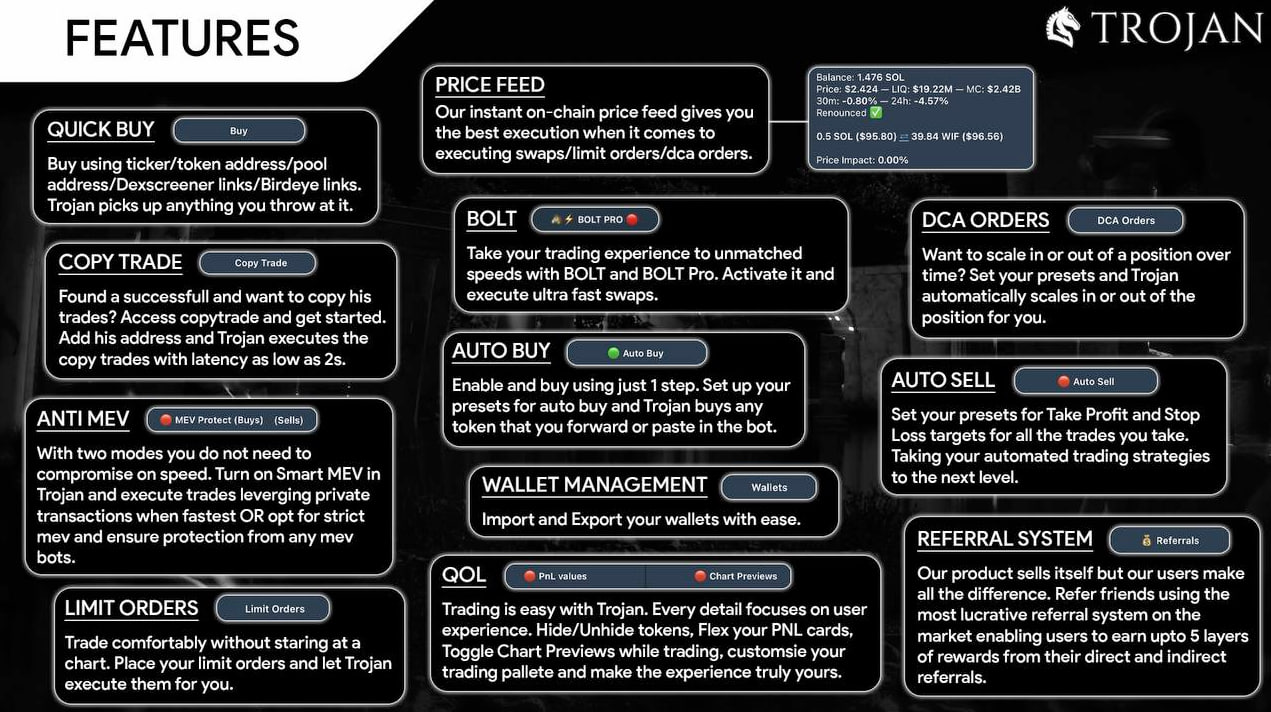 FEATURES
TROJAN
QUICK BUY
Buy
Buy using ticker/token address/pool
address/Dexscreener links/Birdeye links.
Trojan picks up anything you throw at it.
COPY TRADE
Copy Trade
Found a successfull and want to copy his
trades? Access copytrade and get started.
Add his address and Trojan executes the
copy trades with latency as low as 2s.
ANTI MEV
MEV Protect (Buys) (Sells)
With two modes you do not need to
compromise on speed. Turn on Smart MEV in
Trojan and execute trades leverging private
transactions when fastest OR opt for strict
mev and ensure protection from any mev
bots.
LIMIT ORDERS
Limit Orders
Trade comfortably without staring at a
chart. Place your limit orders and let Trojan
execute them for you.
PRICE FEED
Our instant on-chain price feed gives you
the best execution when it comes to
executing swaps/limit orders/dca orders.
Balance: 1.476 SOL
Price: $2.424 — LIQ: $19.22M — MC: $2.42B
30m: -0.80% — 24h: -4.57%
Renounced ✅
0.5 SOL ($95.80) ⇄ 39.84 WIF ($96.56)
Price Impact: 0.00%
BOLT
🐴⚡ BOLT PRO 🔴
Take your trading experience to unmatched
speeds with BOLT and BOLT Pro. Activate it and
execute ultra fast swaps.
AUTO BUY
🟢 Auto Buy
Enable and buy using just 1 step. Set up your
presets for auto buy and Trojan buys any
token that you forward or paste in the bot.
WALLET MANAGEMENT
Wallets
Import and Export your wallets with ease.
QOL
🔴 PnL values
🔴 Chart Previews
Trading is easy with Trojan. Every detail focuses on user
experience. Hide/Unhide tokens, Flex your PNL cards,
Toggle Chart Previews while trading, customsie your
trading pallete and make the experience truly yours.
DCA ORDERS
DCA Orders
Want to scale in or out of a position over
time? Set your presets and Trojan
automatically scales in or out of the
position for you.
AUTO SELL
🔴 Auto Sell
Set your presets for Take Profit and Stop
Loss targets for all the trades you take.
Taking your automated trading strategies
to the next level.
REFERRAL SYSTEM
💰 Referrals
Our product sells itself but our users make
all the difference. Refer friends using the
most lucrative referral system on the
market enabling users to earn upto 5 layers
of rewards from their direct and indirect
referrals.